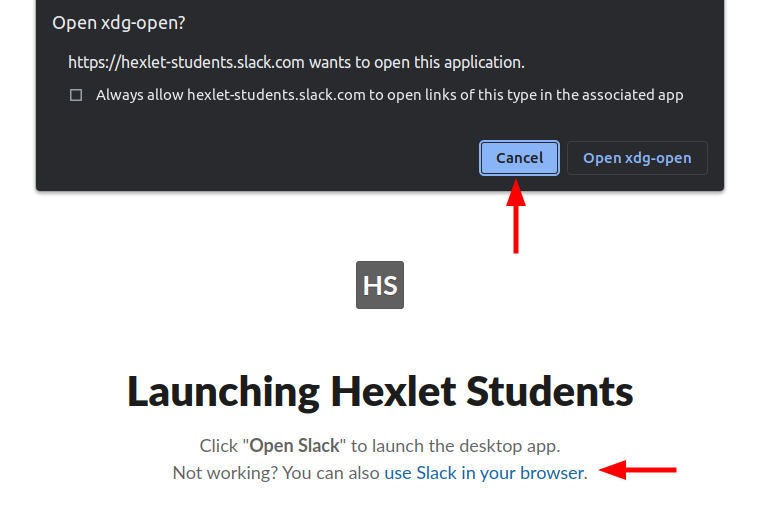 Open xdg-open?
https://hexlet-students.slack.com wants to open this application.
Always allow hexlet-students.slack.com to open links of this type in the associated app
Cancel
Open xdg-open
HS
Launching Hexlet Students
Click "Open Slack" to launch the desktop app.
Not working? You can also use Slack in your browser.